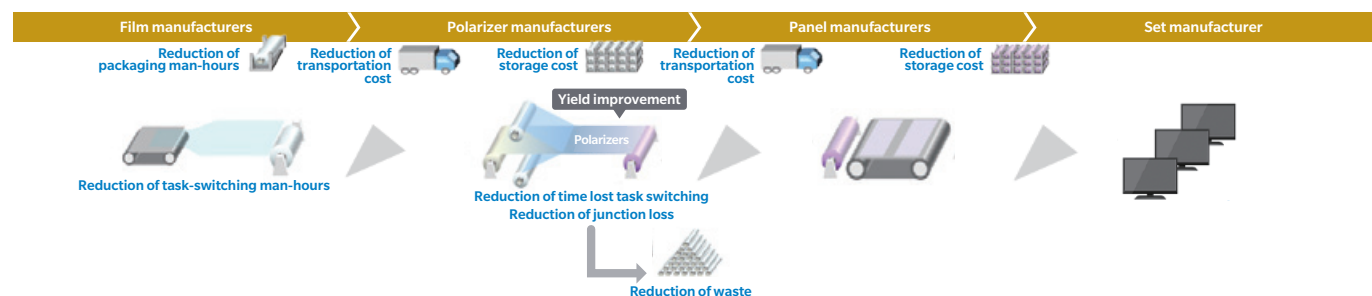 Film manufacturers
Polarizer manufacturers
Panel manufacturers
Set manufacturer
Reduction of
packaging man-hours
Reduction of
transportation
cost
Reduction of
storage cost
Reduction of
transportation
cost
Reduction of
storage cost
Yield improvement
Polarizers
Reduction of task-switching man-hours
Reduction of time lost task switching
Reduction of junction loss
Reduction of waste